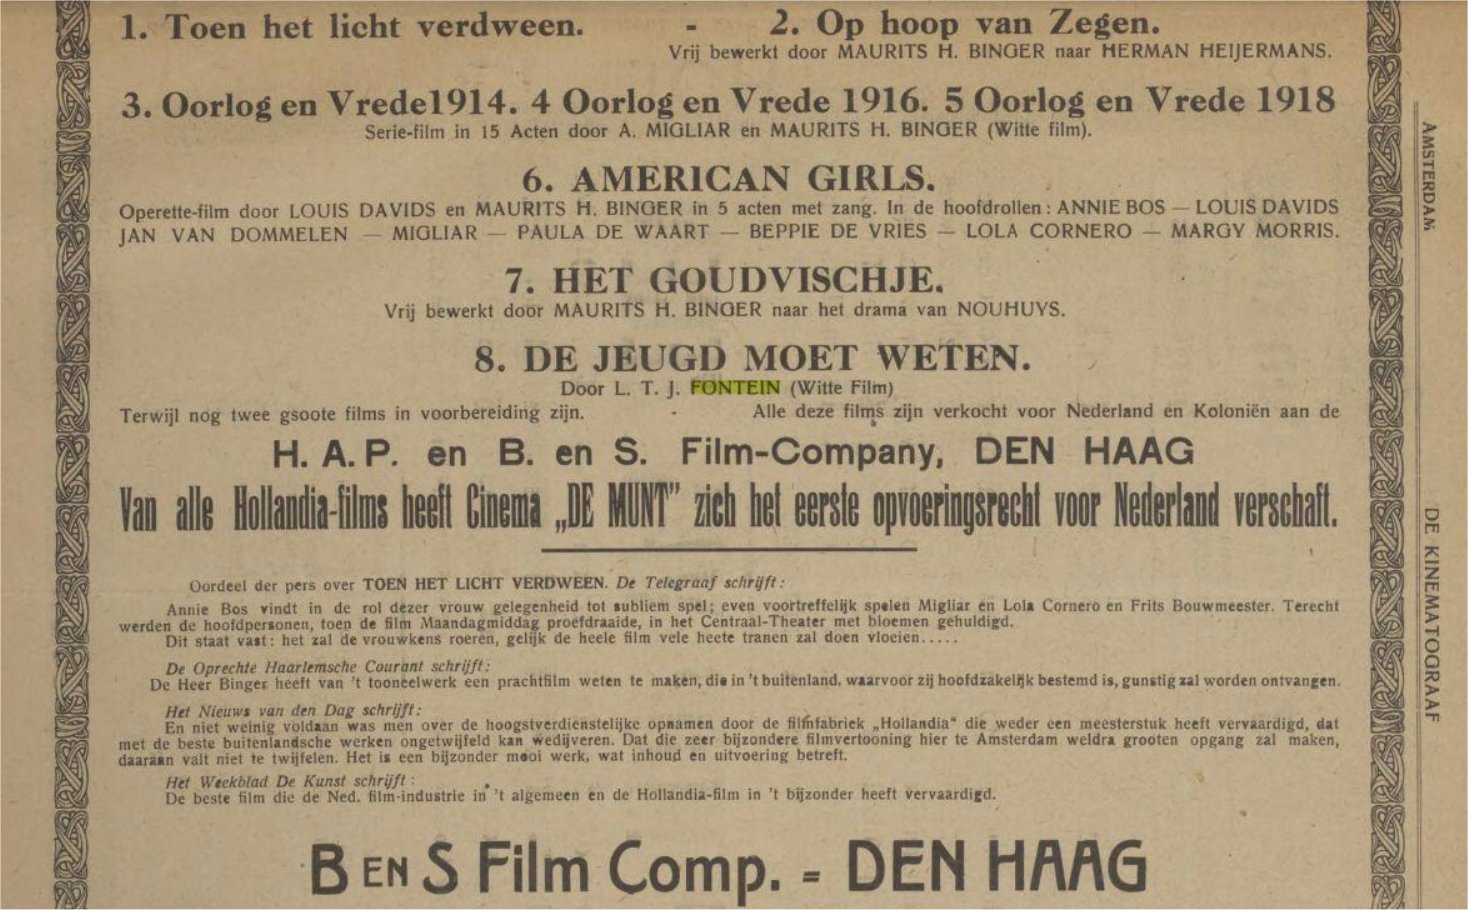 1. Toen het licht verdween. - 2. Op hoop van Zegen.
Vrij bewerkt door MAURITS H. BINGER naar HERMAN HEIJERMANS.
3. Oorlog en Vrede1914. 4 Oorlog en Vrede 1916. 5 Oorlog en Vrede 1918
Serie-film in 15 Acten door A. MIGLIAR en MAURITS H. BINGER (Witte film).
6. AMERICAN GIRLS.
Operette-film door LOUIS DAVIDS en MAURITS H. BINGER in 5 acten met zang. In de hoofdrollen: ANNIE BOS — LOUIS DAVIDS
JAN VAN DOMMELEN — MIGLIAR — PAULA DE WAART — BEPPIE DE VRIES — LOLA CORNERO — MARGY MORRIS.
7. HET GOUDVISCHJE.
Vrij bewerkt door MAURITS H. BINGER naar het drama van NOUHUYS.
8. DE JEUGD MOET WETEN.
Door L. T. J. FONTEIN (Witte Film)
Terwijl nog twee gsoote films in voorbereiding zijn. - Alle deze films zijn verkocht voor Nederland en Koloniën aan de
H. A. P. en B. en S. Film-Company, DEN HAAG
Van alle Hollandia-films heeft Cinema „DE MUNT" zich het eerste opvoeringsrecht voor Nederland verschaft.
Oordeel der pers over TOEN HET LICHT VERDWEEN. De Telegraaf schrijft:
Annie Bos vindt in de rol dezer vrouw gelegenheid tot subliem spel; even voortreffelijk spelen Migliar en Lola Cornero en Frits Bouwmeester. Terecht
werden de hoofdpersonen, toen de film Maandagmiddag proefdraaide, in het Centraal-Theater met bloemen gehuldigd.
Dit staat vast: het zal de vrouwkens roeren, gelijk de heele film vele heete tranen zal doen vloeien.....
De Oprechte Haarlemsche Courant schrijft:
De Heer Binger heeft van 't tooneelwerk een prachtfilm weten te maken, die in 't buitenland, waarvoor zij hoofdzakelijk bestemd is, gunstig zal worden ontvangen.
Het Nieuws van den Dag schrijft:
En niet weinig voldaan was men over de hoogstverdienstelijke opnamen door de filmfabriek „Hollandia" die weder een meesterstuk heeft vervaardigd, dat
met de beste buitenlandsche werken ongetwijfeld kan wedijveren. Dat die zeer bijzondere filmvertooning hier te Amsterdam weldra grooten opgang zal maken,
daaraan valt niet te twijfelen. Het is een bijzonder mooi werk, wat inhoud en uitvoering betreft.
Het Weekblad De Kunst schrijft:
De beste film die de Ned. film-industrie in 't algemeen en de Hollandia-film in 't bijzonder heeft vervaardigd.
B EN S Film Comp. - DEN HAAG
AMSTERDAM
DE KINEMATOGRAAF